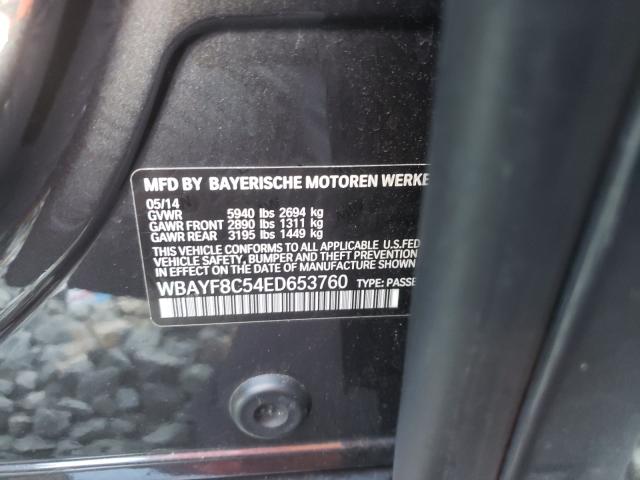 MFD BY BAYERISCHE MOTOREN WERKE
05/14
GVWR 5940 lbs 2694 kg
GAWR FRONT 2890 lbs 1311 kg
GAWR REAR 3195 lbs 1449 kg
THIS VEHICLE CONFORMS TO ALL APPLICABLE U.S.FED
VEHICLE SAFETY, BUMPER AND THEFT PREVENTION
IN EFFECT ON THE DATE OF MANUFACTURE SHOWN
WBAYF8C54ED653760 TYPE: PASSE